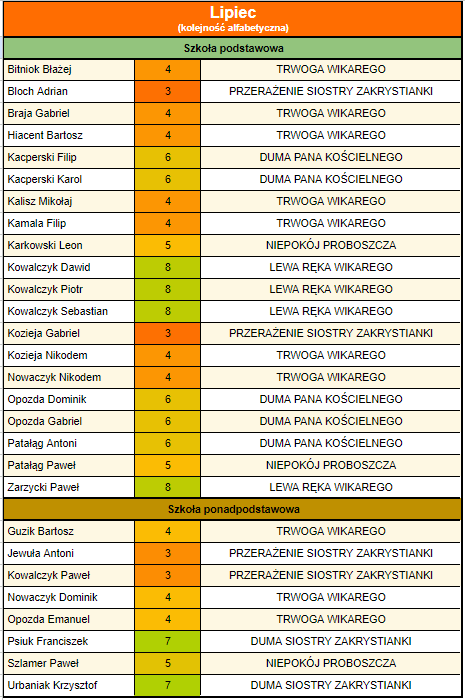 Lipiec
(kolejność alfabetyczna)
Szkoła podstawowa
Bitniok Błażej 4 TRWOGA WIKAREGO
Bloch Adrian 3 PRZERAŻENIE SIOSTRY ZAKRYSTIANKI
Braja Gabriel 4 TRWOGA WIKAREGO
Hiacent Bartosz 4 TRWOGA WIKAREGO
Kacperski Filip 6 DUMA PANA KOŚCIELNEGO
Kacperski Karol 6 DUMA PANA KOŚCIELNEGO
Kalisz Mikołaj 4 TRWOGA WIKAREGO
Kamala Filip 4 TRWOGA WIKAREGO
Karkowski Leon 5 NIEPOKÓJ PROBOSZCZA
Kowalczyk Dawid 8 LEWA RĘKA WIKAREGO
Kowalczyk Piotr 8 LEWA RĘKA WIKAREGO
Kowalczyk Sebastian 8 LEWA RĘKA WIKAREGO
Kozieja Gabriel 3 PRZERAŻENIE SIOSTRY ZAKRYSTIANKI
Kozieja Nikodem 4 TRWOGA WIKAREGO
Nowaczyk Nikodem 4 TRWOGA WIKAREGO
Opozda Dominik 6 DUMA PANA KOŚCIELNEGO
Opozda Gabriel 6 DUMA PANA KOŚCIELNEGO
Patałąg Antoni 6 DUMA PANA KOŚCIELNEGO
Patałąg Paweł 5 NIEPOKÓJ PROBOSZCZA
Zarzycki Paweł 8 LEWA RĘKA WIKAREGO
Szkoła ponadpodstawowa
Guzik Bartosz 4 TRWOGA WIKAREGO
Jewuła Antoni 3 PRZERAŻENIE SIOSTRY ZAKRYSTIANKI
Kowalczyk Paweł 3 PRZERAŻENIE SIOSTRY ZAKRYSTIANKI
Nowaczyk Dominik 4 TRWOGA WIKAREGO
Opozda Emanuel 4 TRWOGA WIKAREGO
Psiuk Franciszek 7 DUMA SIOSTRY ZAKRYSTIANKI
Szlamer Paweł 5 NIEPOKÓJ PROBOSZCZA
Urbaniak Krzysztof 7 DUMA SIOSTRY ZAKRYSTIANKI